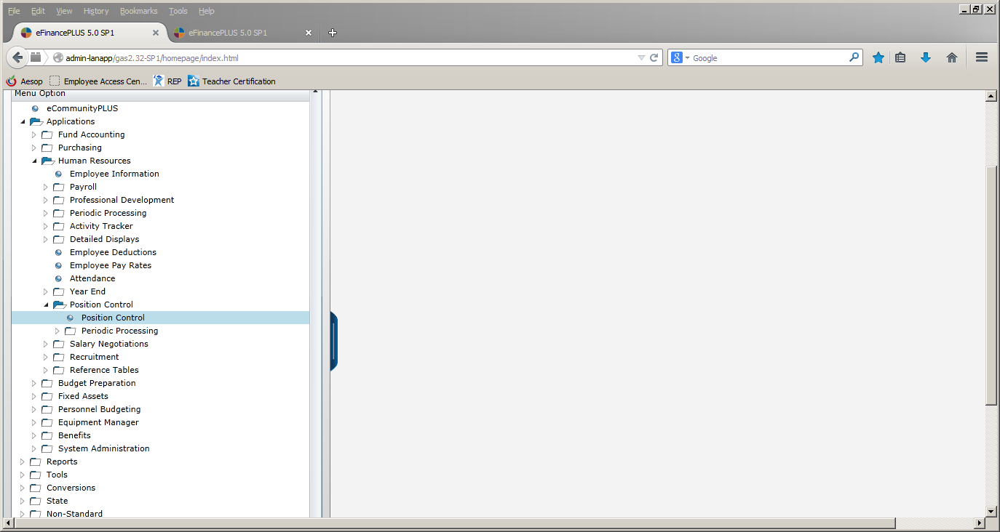 File Edit View History Bookmarks Tools Help
eFinancePLUS 5.0 SP1 eFinancePLUS 5.0 SP1
admin-lanapp/gas2.32-SP1/homepage/index.html 8 Google
Aesop Employee Access Cen... REP Teacher Certification
Menu Option
eCommunityPLUS
Applications
Fund Accounting
Purchasing
Human Resources
Employee Information
Payroll
Professional Development
Periodic Processing
Activity Tracker
Detailed Displays
Employee Deductions
Employee Pay Rates
Attendance
Year End
Position Control
Position Control
Periodic Processing
Salary Negotiations
Recruitment
Reference Tables
Budget Preparation
Fixed Assets
Personnel Budgeting
Equipment Manager
Benefits
System Administration
Reports
Tools
Conversions
State
Non-Standard